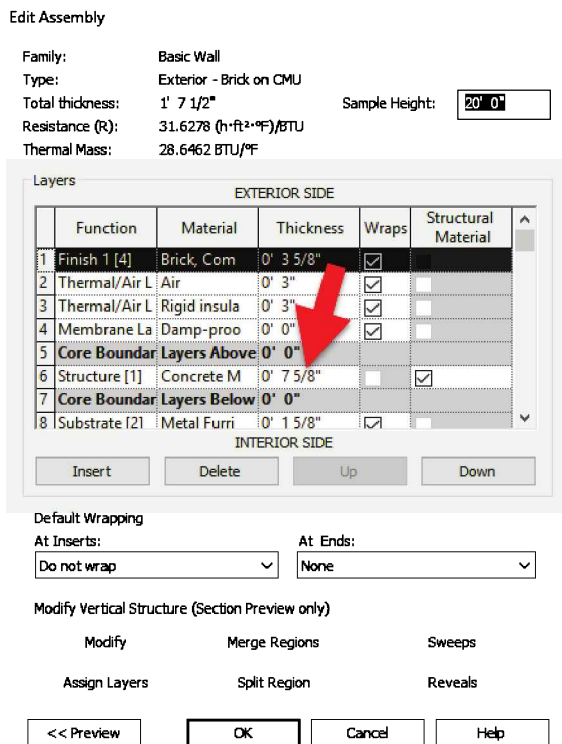 Edit Assembly
Family: Basic Wall
Type: Exterior - Brick on CMU
Total thickness: 1' 7 1/2" Sample Height: 20' 0"
Resistance (R): 31.6278 (h·ft²·°F)/BTU
Thermal Mass: 28.6462 BTU/°F
Layers
EXTERIOR SIDE
Function Material Thickness Wraps Structural Material
1 Finish 1 [4] Brick, Com 0' 3 5/8"
2 Thermal/Air L Air 0' 3"
3 Thermal/Air L Rigid insula 0' 3"
4 Membrane La Damp-proo 0' 0"
5 Core Boundar Layers Above 0' 0"
6 Structure [1] Concrete M 0' 7 5/8"
7 Core Boundar Layers Below 0' 0"
8 Substrate [2] Metal Furri 0' 1 5/8"
INTERIOR SIDE
Insert Delete Up Down
Default Wrapping
At Inserts: At Ends:
Do not wrap None
Modify Vertical Structure (Section Preview only)
Modify Merge Regions Sweeps
Assign Layers Split Region Reveals
<< Preview OK Cancel Help